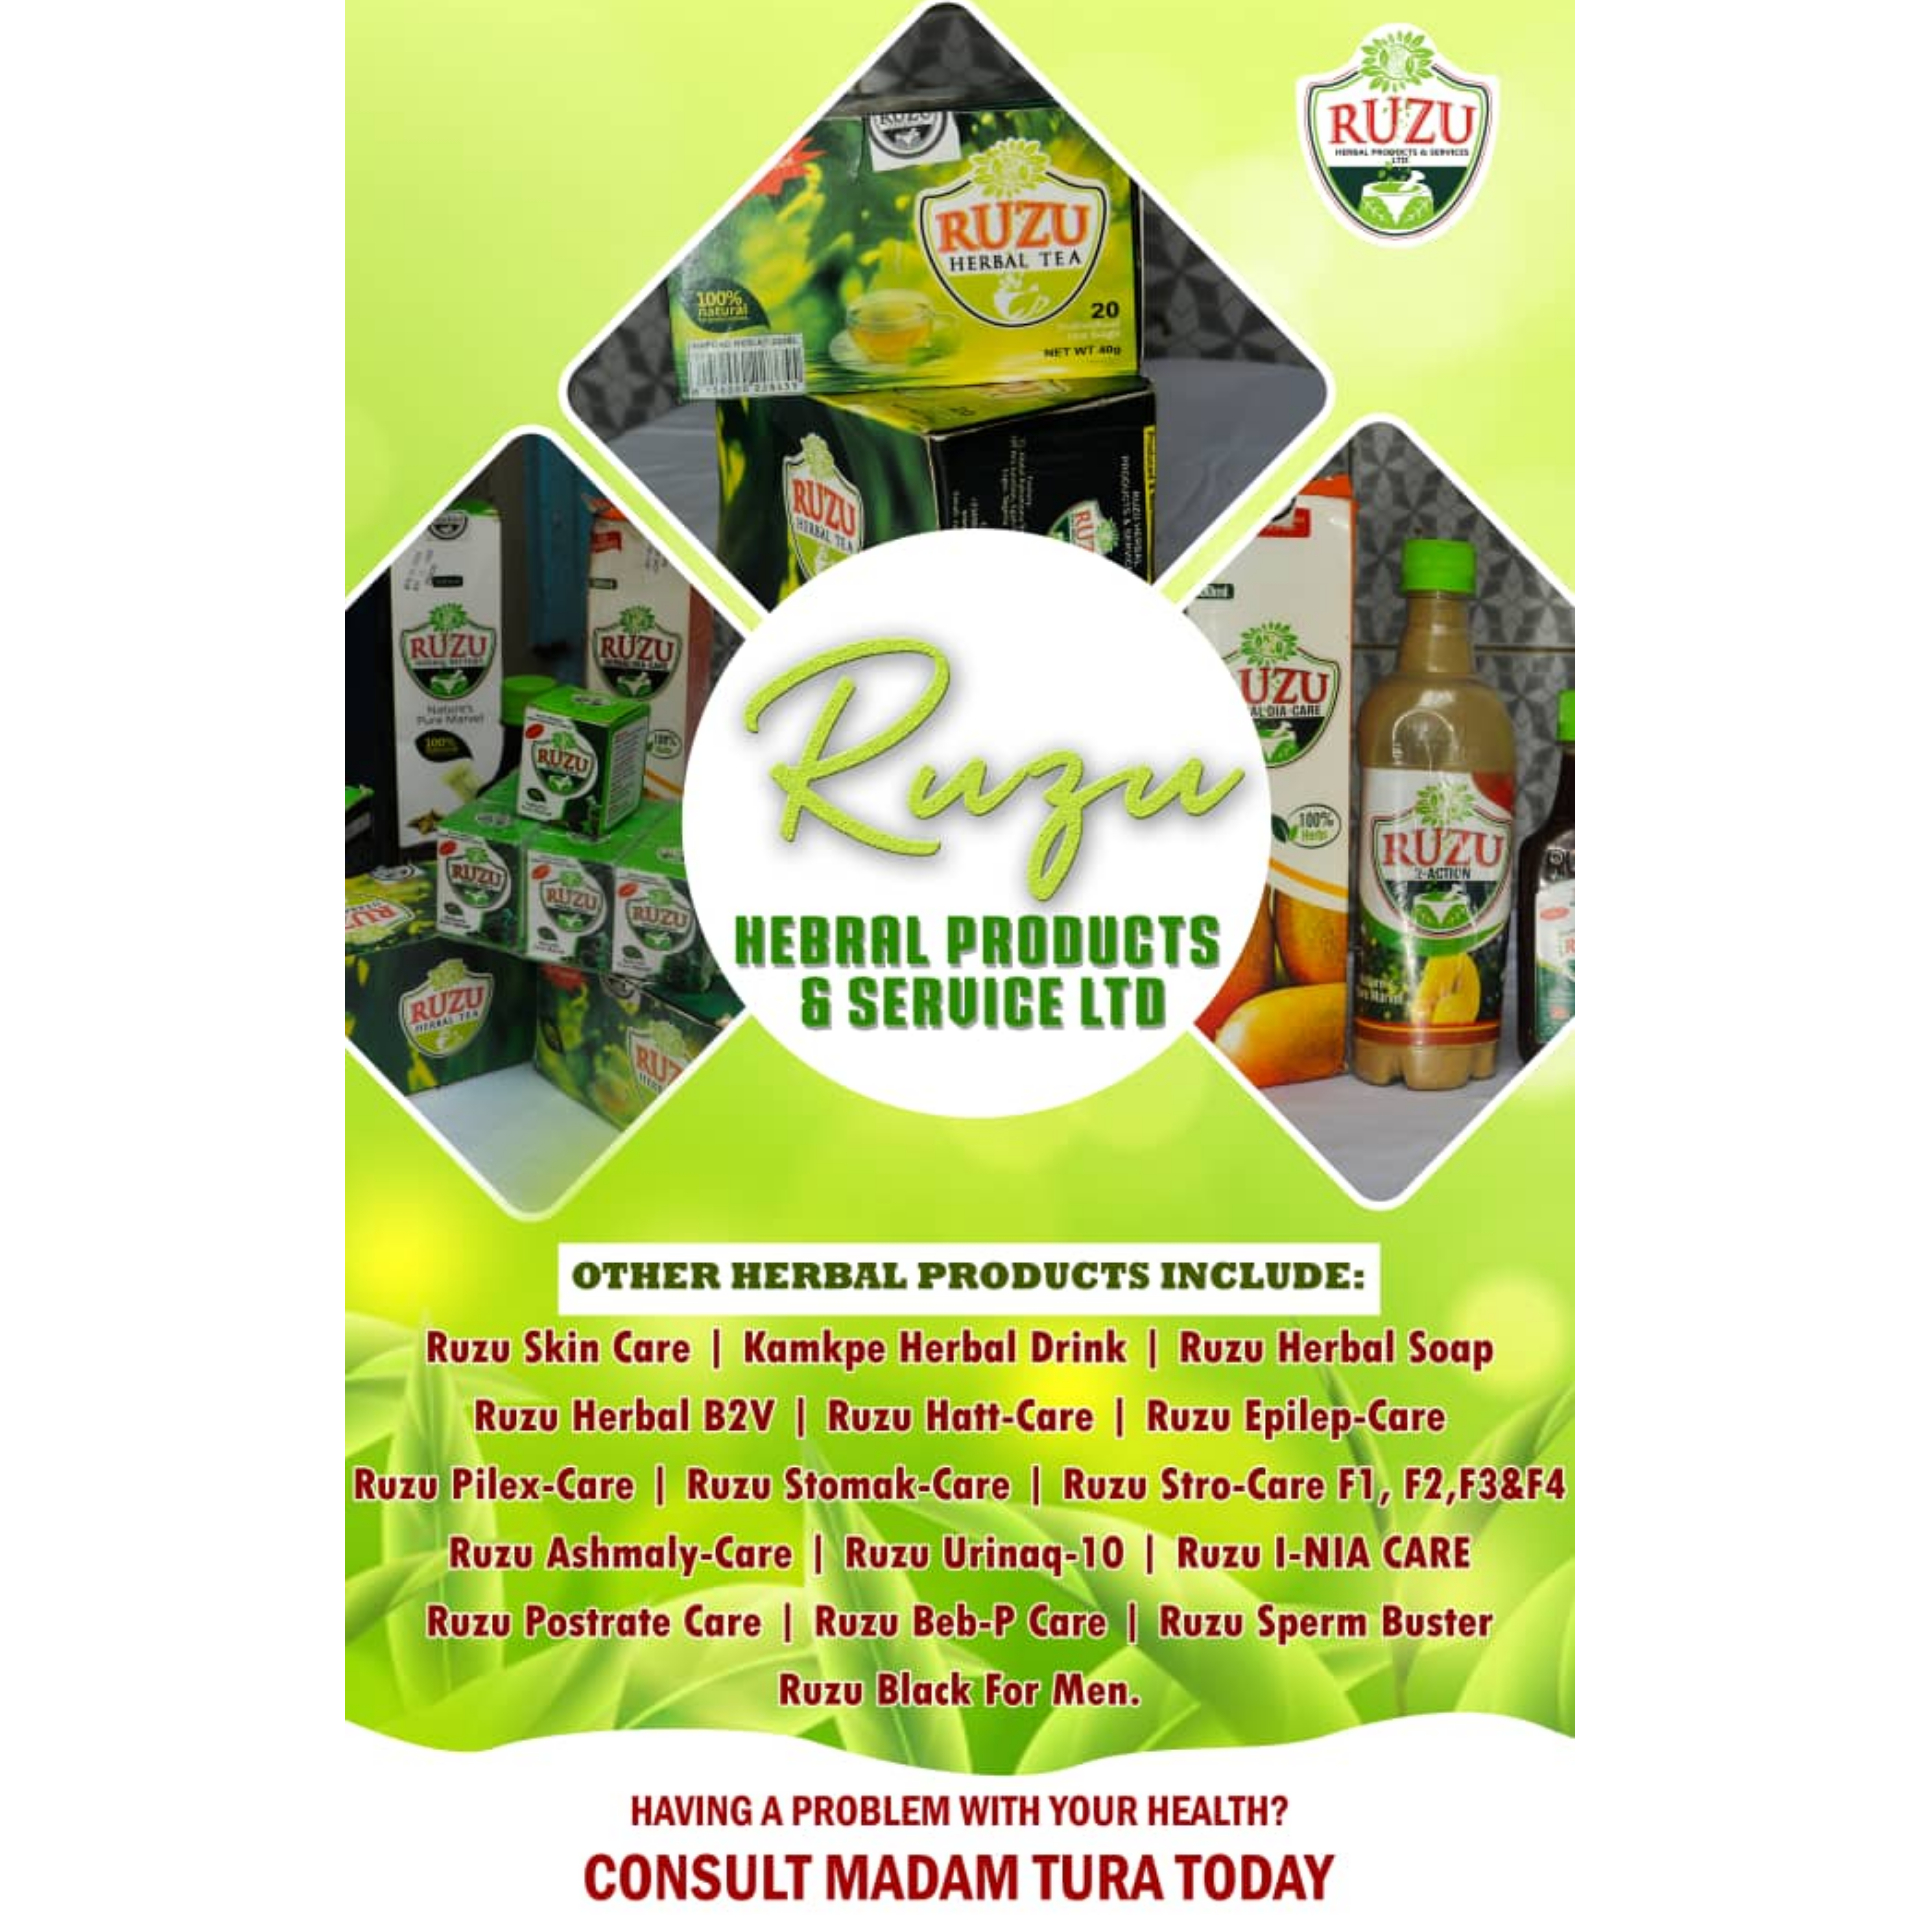 RUZU
HERBAL PRODUCTS & SERVICES
LTD
RUZU
RUZU
HERBAL TEA
100%
natural
20
NET WT 40g
RUZU
HERBAL TEA
RUZU
Nature's
Pure Marvel
100%
RUZU
100%
RUZU
RUZU
RUZU
RUZU
RUZU
HERBAL TEA
UZU
DIA-CARE
100%
Herbs
RUZU
2-ACTION
Ruzu
HEBRAL PRODUCTS
& SERVICE LTD
OTHER HERBAL PRODUCTS INCLUDE:
Ruzu Skin Care | Kamkpe Herbal Drink | Ruzu Herbal Soap
Ruzu Herbal B2V | Ruzu Hatt-Care | Ruzu Epilep-Care
Ruzu Pilex-Care | Ruzu Stomak-Care | Ruzu Stro-Care F1, F2,F3&F4
Ruzu Ashmaly-Care | Ruzu Urinaq-10 | Ruzu I-NIA CARE
Ruzu Postrate Care | Ruzu Beb-P Care | Ruzu Sperm Buster
Ruzu Black For Men.
HAVING A PROBLEM WITH YOUR HEALTH?
CONSULT MADAM TURA TODAY